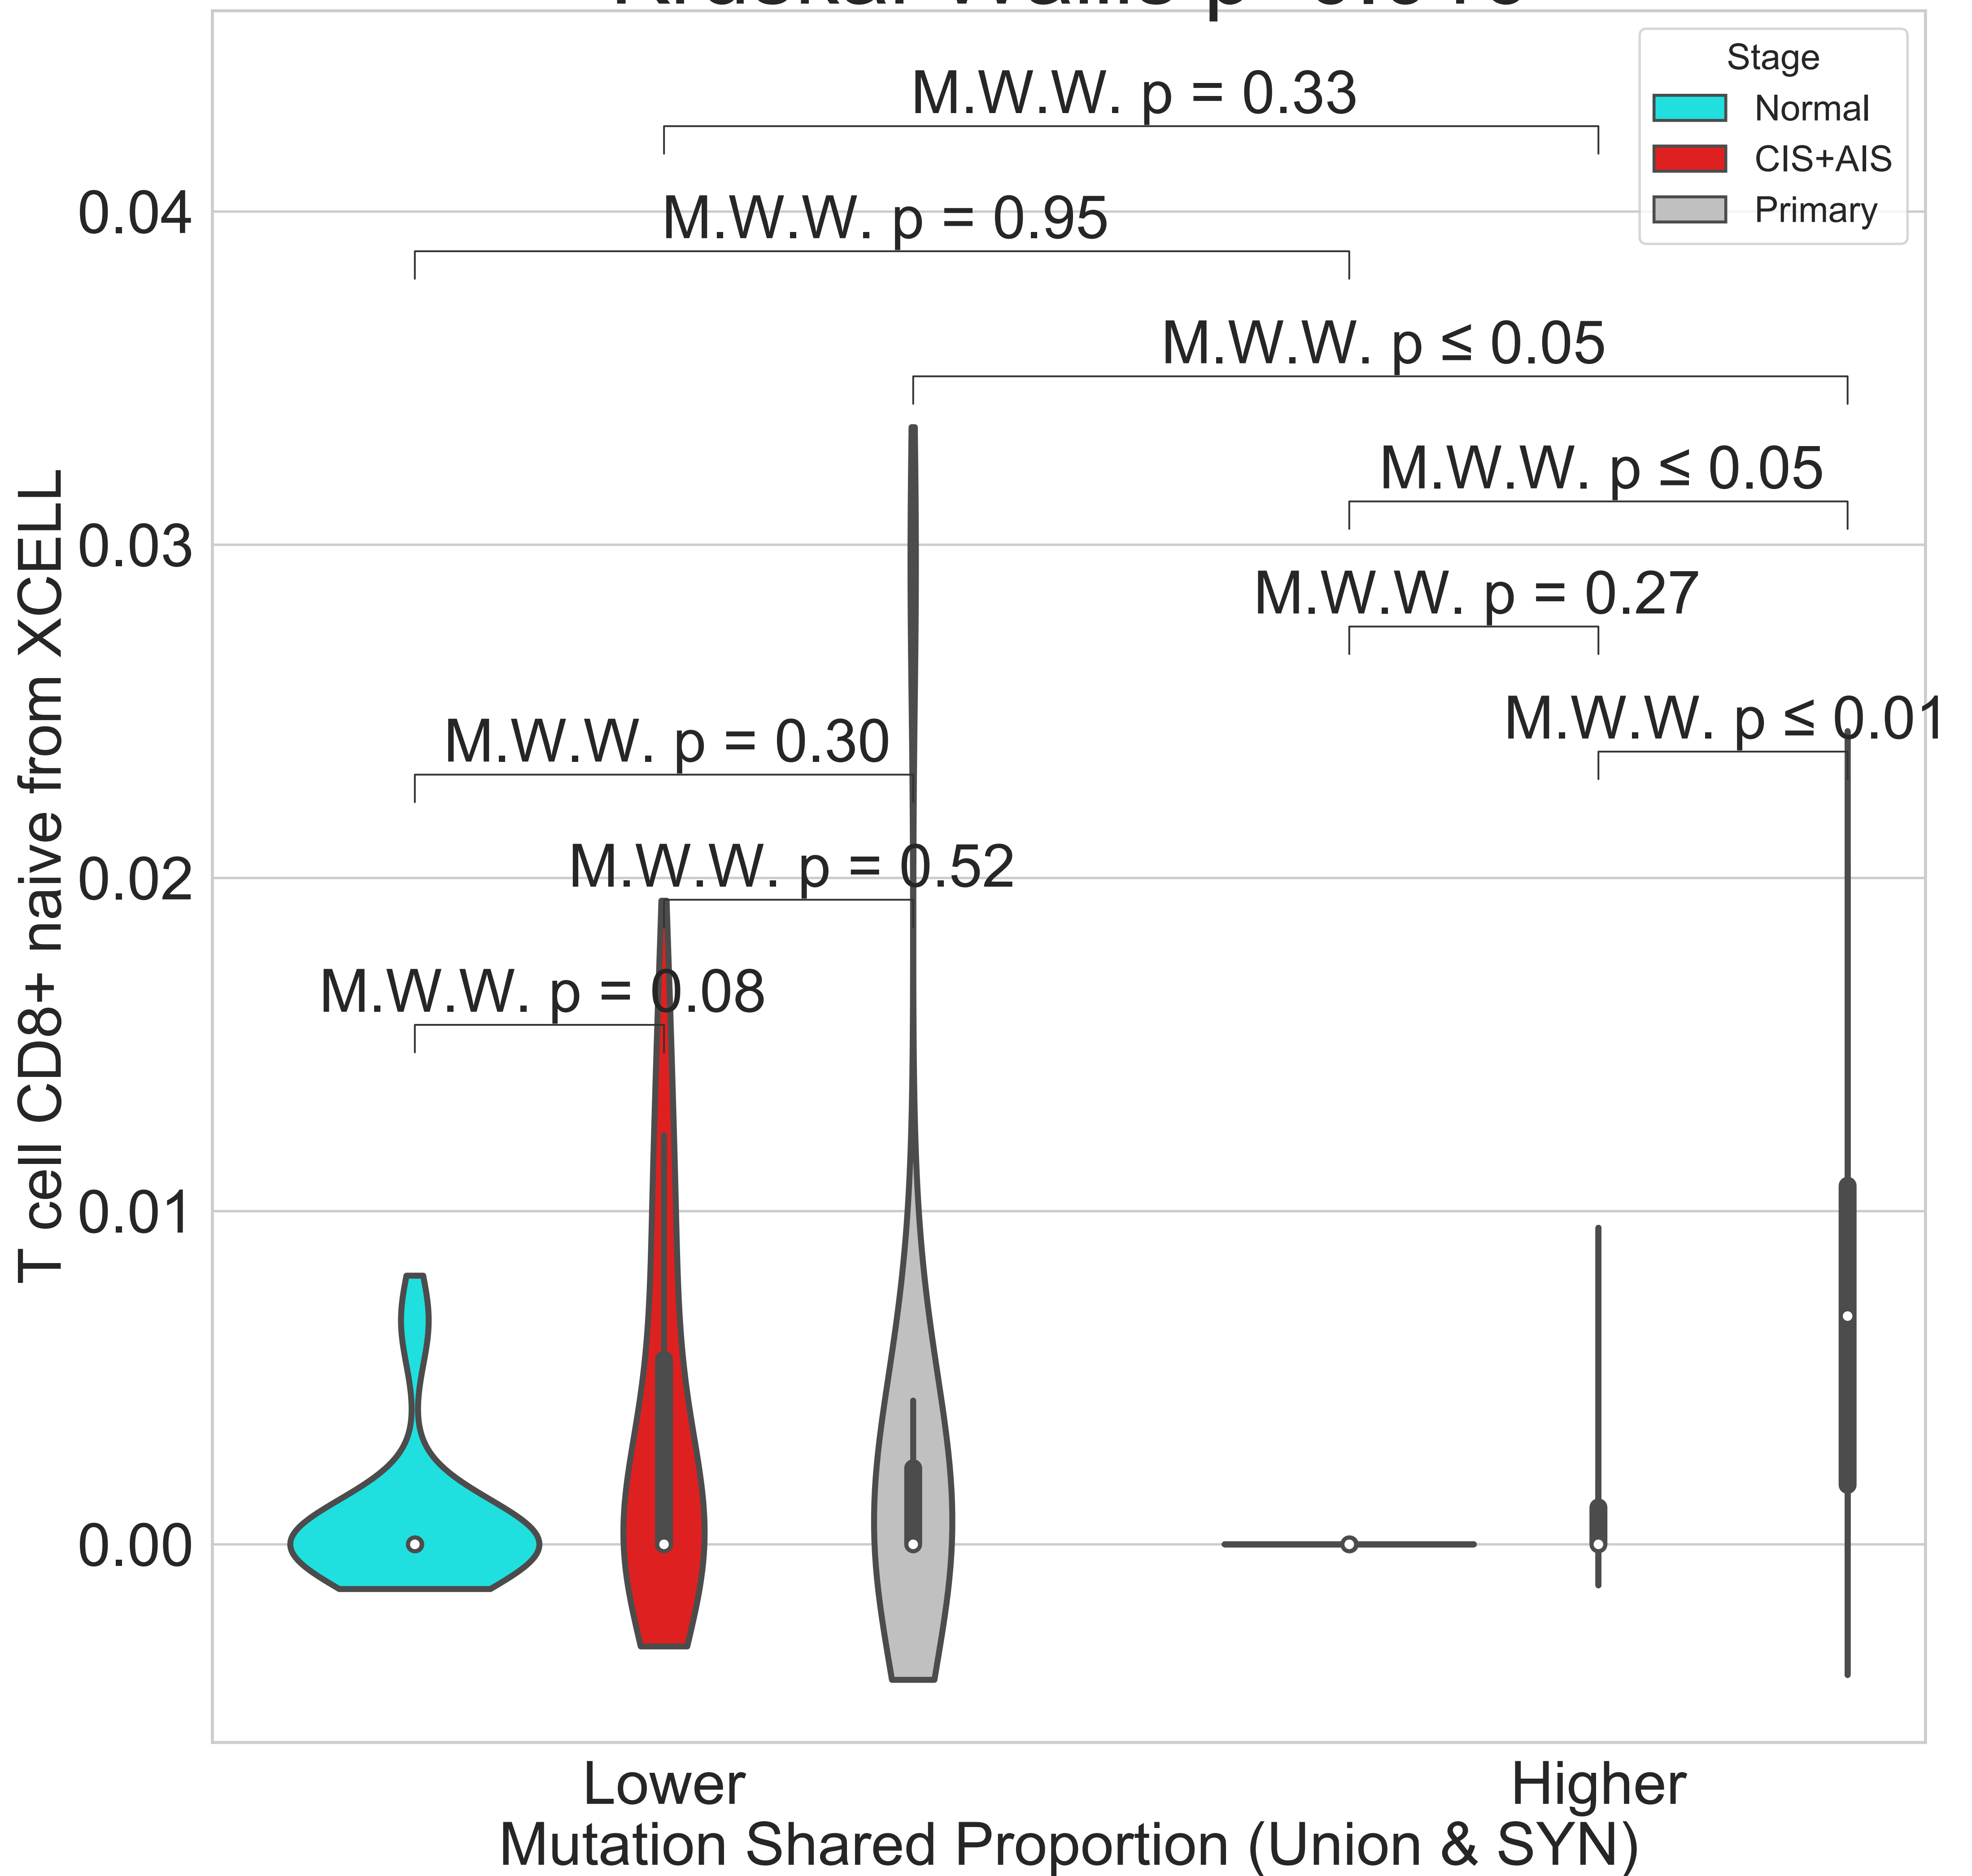 Stage
Normal
CIS+AIS
Primary
M.W.W. p = 0.33
M.W.W. p = 0.95
M.W.W. p ≤ 0.05
M.W.W. p ≤ 0.05
M.W.W. p = 0.27
M.W.W. p ≤ 0.01
M.W.W. p = 0.30
M.W.W. p = 0.52
M.W.W. p = 0.08
T cell CD8+ naive from XCELL
0.04
0.03
0.02
0.01
0.00
Lower
Higher
Mutation Shared Proportion (Union & SYN)